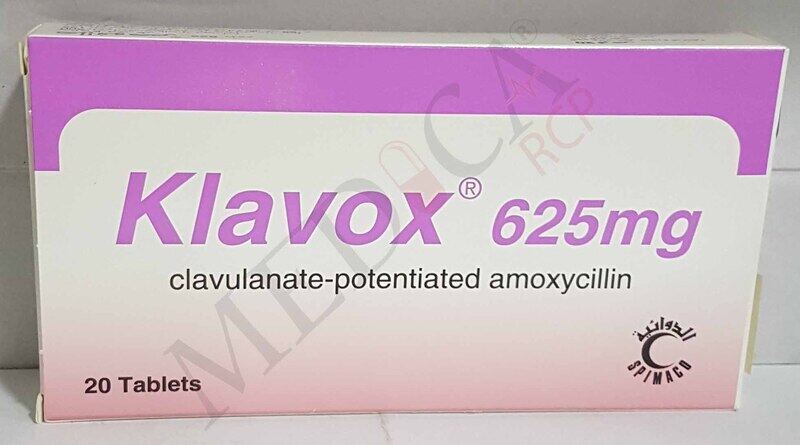 Klavox® 625mg
clavulanate-potentiated amoxycillin
الدوائية
SPIMACO
20 Tablets
MEDICA®
RCP